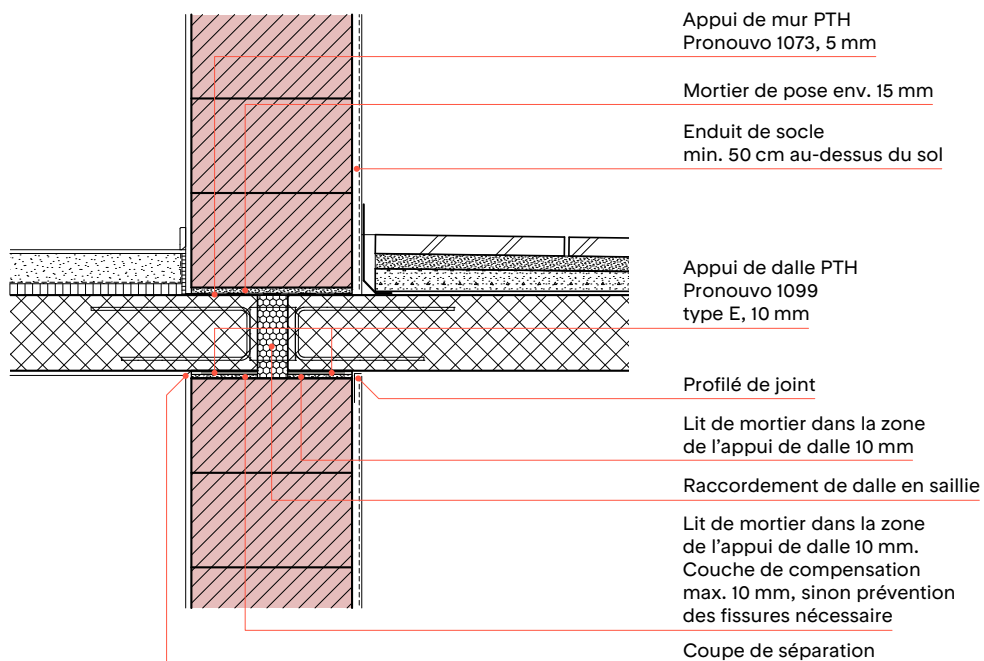 Appui de mur PTH
Pronouvo 1073, 5 mm
Mortier de pose env. 15 mm
Enduit de socle
min. 50 cm au-dessus du sol
Appui de dalle PTH
Pronouvo 1099
type E, 10 mm
Profilé de joint
Lit de mortier dans la zone
de l’appui de dalle 10 mm
Raccordement de dalle en saillie
Lit de mortier dans la zone
de l’appui de dalle 10 mm.
Couche de compensation
max. 10 mm, sinon prévention
des fissures nécessaire
Coupe de séparation